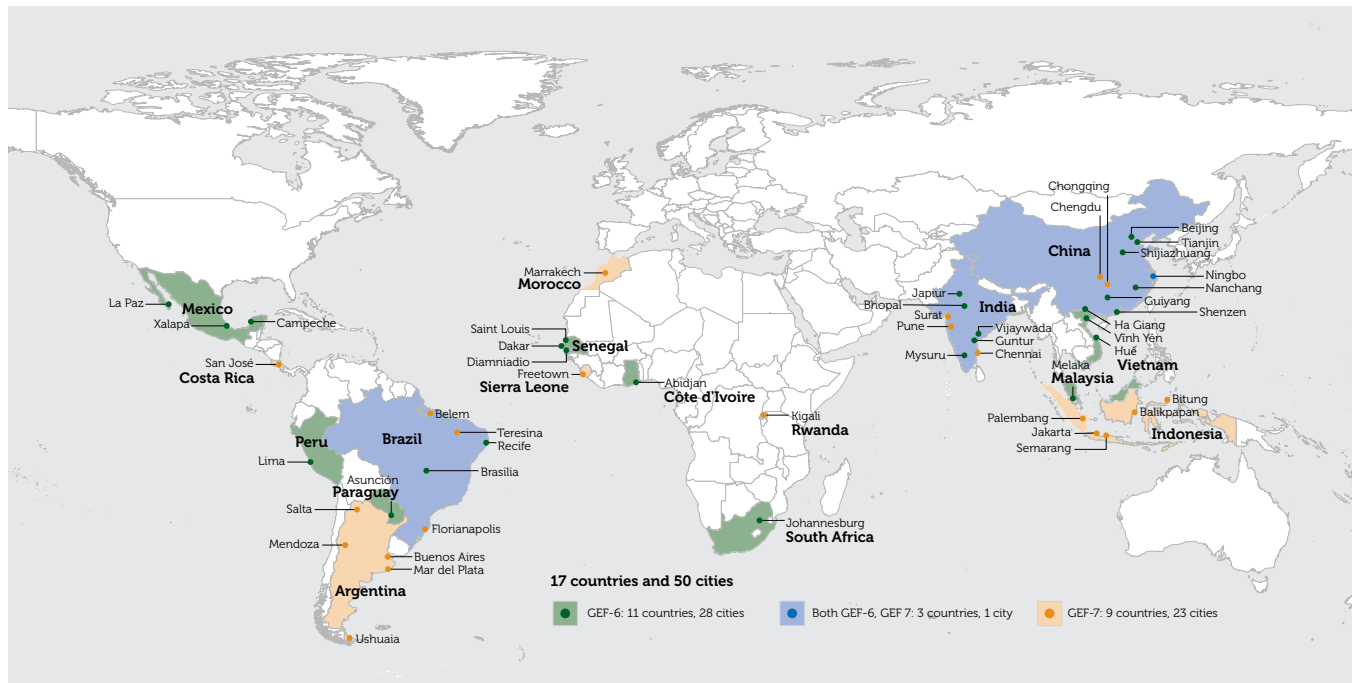 Chongqing
Chengdu
Beijing
Tianjin
Shijiazhuang
China
Ningbo
Nanchang
Guiyang
Shenzen
Marrakëch
Morocco
La Paz
Mexico
Xalapa
Campeche
Japtur
Bhopal
India
Surat
Pune
Vijaywada
Guntur
Chennai
Mysuru
Ha Giang
Vĩnh Yên
Huế
Vietnam
Melaka
Malaysia
San José
Costa Rica
Saint Louis
Dakar
Senegal
Diamniadio
Freetown
Sierra Leone
Abidjan
Côte d'Ivoire
Kigali
Rwanda
Palembang
Jakarta
Semarang
Bitung
Balikpapan
Indonesia
Belem
Peru
Brazil
Teresina
Recife
Lima
Brasilia
Asunción
Paraguay
Salta
Florianapolis
Mendoza
Buenos Aires
Mar del Plata
Argentina
Ushuaia
Johannesburg
South Africa
17 countries and 50 cities
GEF-6: 11 countries, 28 cities
Both GEF-6, GEF 7: 3 countries, 1 city
GEF-7: 9 countries, 23 cities